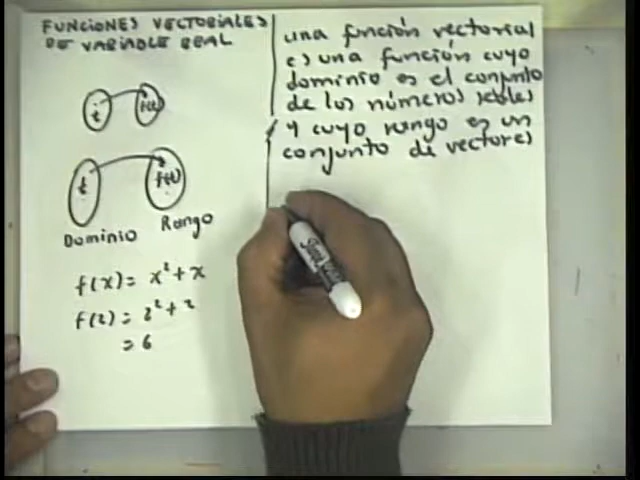 FUNCIONES VECTORIALES
DE VARIABLE REAL
t f(t)
t f(t)
Dominio Rango
f(x) = x² + x
f(2) = 2² + 2
= 6
una función vectorial
es una función cuyo
dominio es el conjunto
de los números reales
y cuyo rango es un
conjunto de vectores